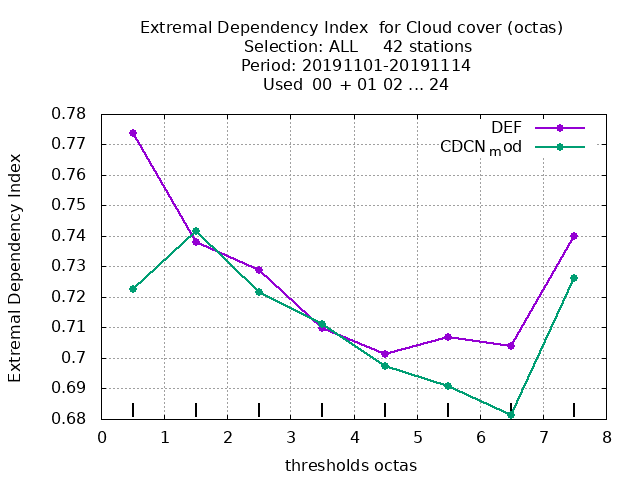 Extremal Dependency Index  for Cloud cover (octas)
Selection: ALL     42 stations
Period: 20191101-20191114
Used  00  + 01 02 ... 24
DEF
CDCNmod
Extremal Dependency Index
0.78
0.77
0.76
0.75
0.74
0.73
0.72
0.71
0.7
0.69
0.68
0 1 2 3 4 5 6 7 8
thresholds octas